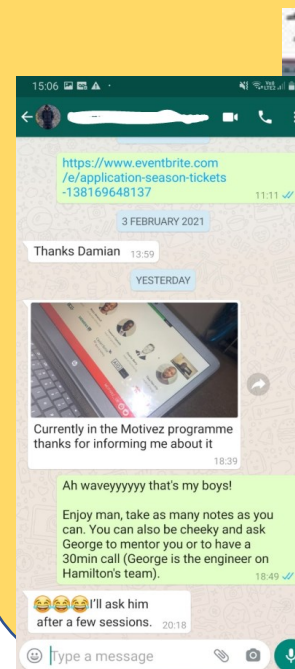 15:06
https://www.eventbrite.com
/e/application-season-tickets
-138169648137
11:11
3 FEBRUARY 2021
Thanks Damian 13:59
YESTERDAY
Currently in the Motivez programme
thanks for informing me about it
18:39
Ah waveyyyyyy that's my boys!
Enjoy man, take as many notes as you
can. You can also be cheeky and ask
George to mentor you or to have a
30min call (George is the engineer on
Hamilton's team).
18:49
😂😂😂I'll ask him
after a few sessions. 20:18
Type a message